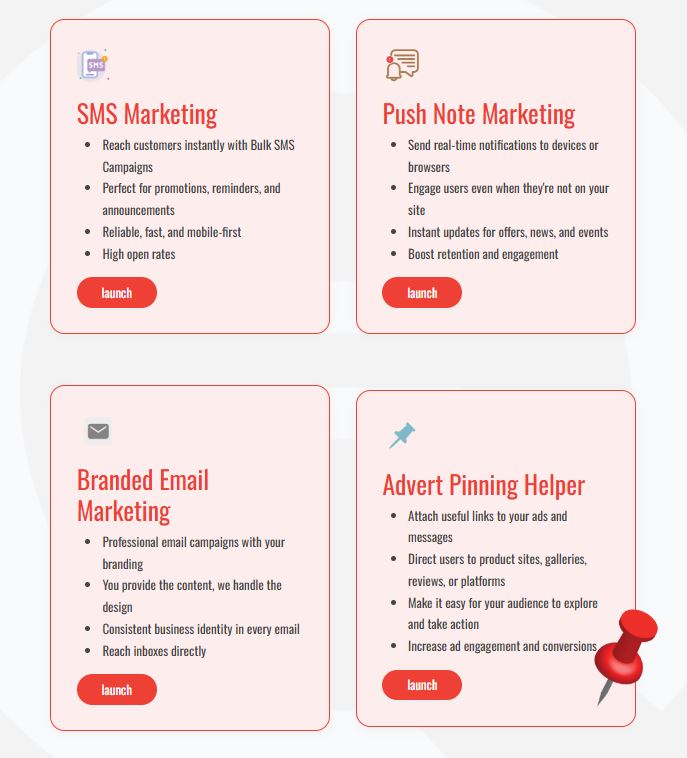 SMS
SMS Marketing
Reach customers instantly with Bulk SMS
Campaigns
Perfect for promotions, reminders, and
announcements
Reliable, fast, and mobile-first
High open rates
launch
Push Note Marketing
Send real-time notifications to devices or
browsers
Engage users even when they're not on your
site
Instant updates for offers, news, and events
Boost retention and engagement
launch
Branded Email
Marketing
Professional email campaigns with your
branding
You provide the content, we handle the
design
Consistent business identity in every email
Reach inboxes directly
launch
Advert Pinning Helper
Attach useful links to your ads and
messages
Direct users to product sites, galleries,
reviews, or platforms
Make it easy for your audience to explore
and take action
Increase ad engagement and conversions
launch